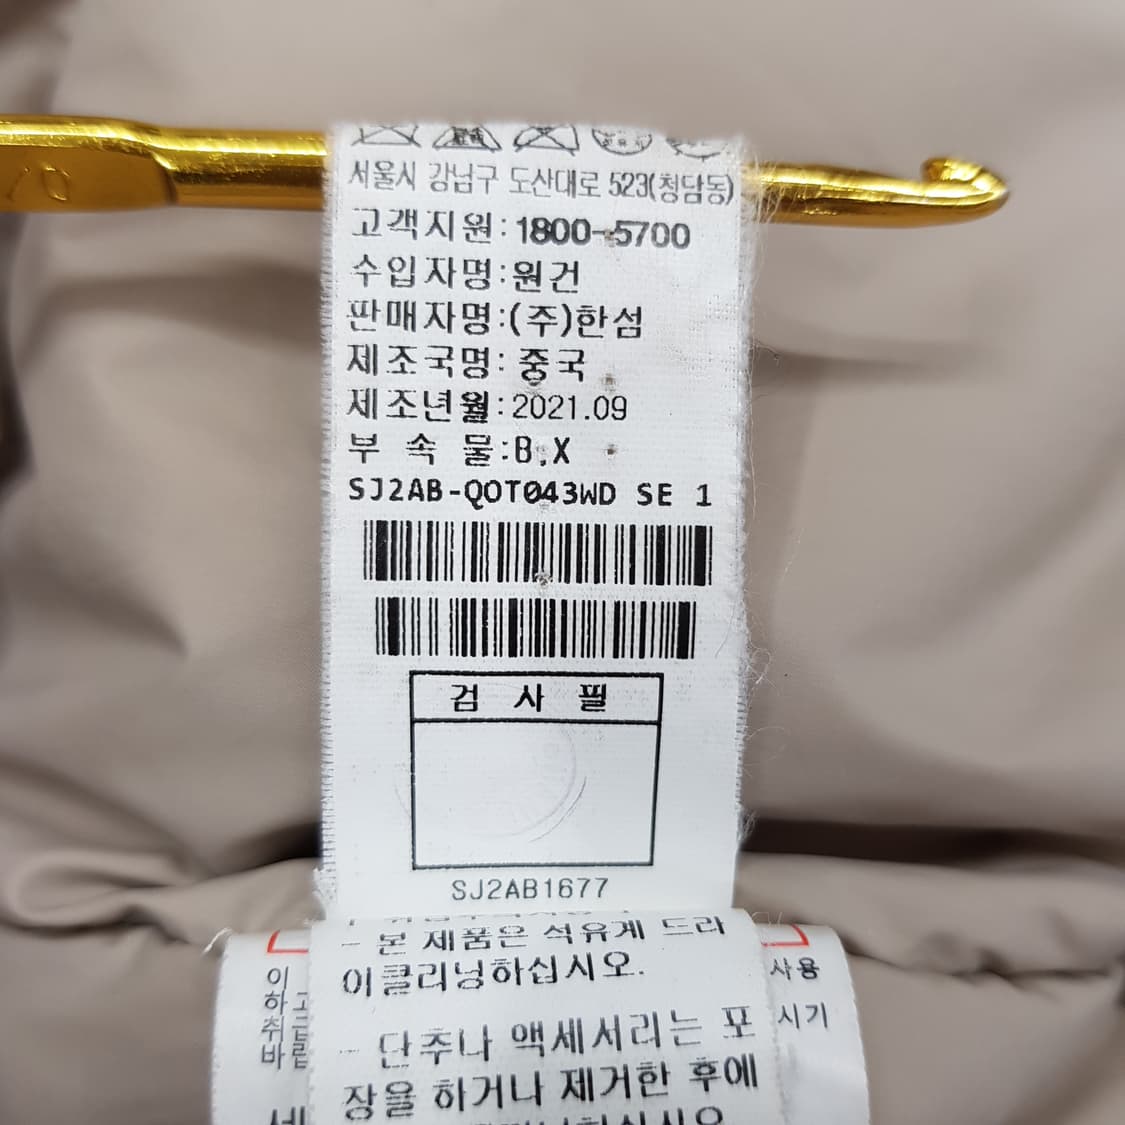 서울시 강남구 도산대로 523(청담동)
고객지원:1800-5700
수입자명:원건
판매자명:(주)한섬
제조국명:중국
제조년월:2021.09
부 속 물:B,X
SJ2AB-QOT043WD SE 1
검 사 필
SJ2AB1677
- 본 제품은 석유계 드라
이클리닝하십시오.
- 단추나 액세서리는 포
장을 하거나 제거한 후에
이
하
취
바
사용
시기